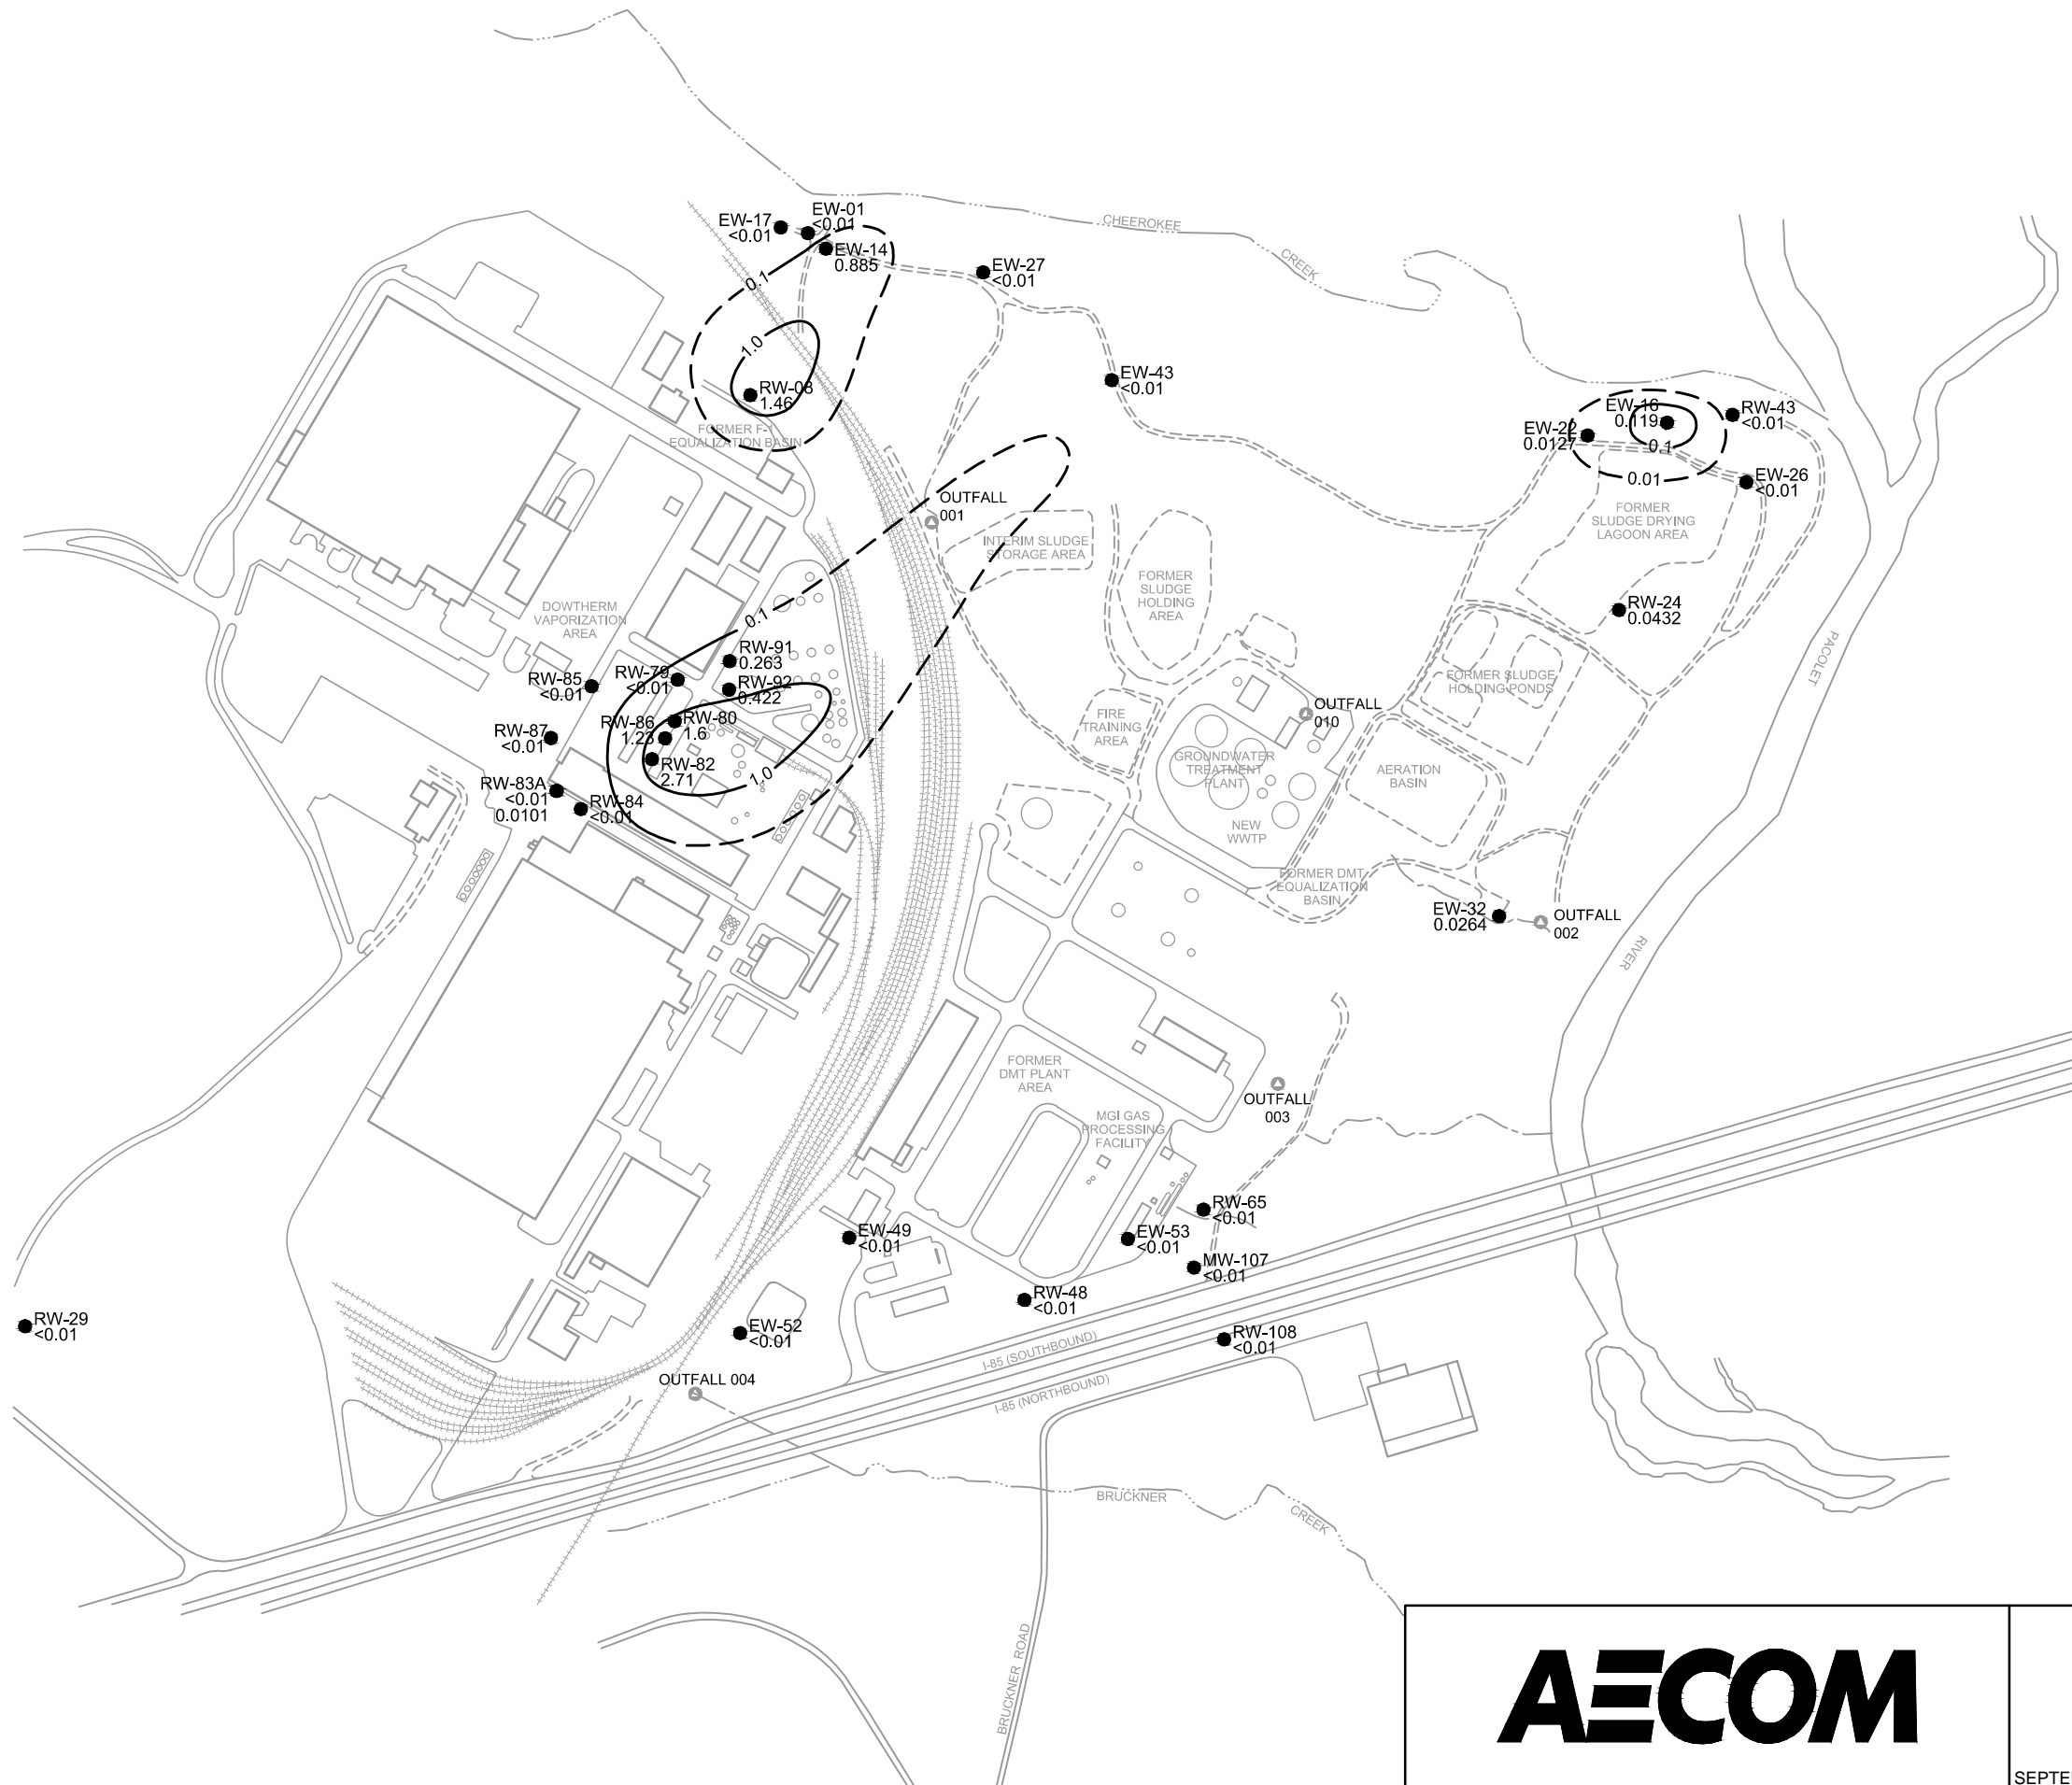 CHEEROKEE
CREEK
EW-17
<0.01
EW-01
<0.01
EW-14
0.885
EW-27
<0.01
0.1
1.0
RW-08
1.46
FORMER F-1
EQUALIZATION BASIN
EW-43
<0.01
EW-16
0.119
EW-22
0.0127
RW-43
<0.01
0.1
0.01
EW-26
<0.01
FORMER
SLUDGE DRYING
LAGOON AREA
OUTFALL
001
INTERIM SLUDGE
STORAGE AREA
FORMER
SLUDGE
HOLDING
AREA
DOWTHERM
VAPORIZATION
AREA
0.1
RW-24
0.0432
RW-91
0.263
RW-79
<0.01
RW-85
<0.01
RW-92
0.422
RW-80
1.6
RW-86
1.23
RW-87
<0.01
RW-82
2.71
1.0
RW-83A
<0.01
0.0101
RW-84
<0.01
FORMER SLUDGE
HOLDING PONDS
PACOLET
RIVER
OUTFALL
010
FIRE
TRAINING
AREA
GROUNDWATER
TREATMENT
PLANT
AERATION
BASIN
NEW
WWTP
FORMER DMT
EQUALIZATION
BASIN
EW-32
0.0264
OUTFALL
002
FORMER
DMT PLANT
AREA
OUTFALL
003
MGI GAS
PROCESSING
FACILITY
RW-65
<0.01
EW-49
<0.01
EW-53
<0.01
MW-107
<0.01
RW-48
<0.01
RW-29
<0.01
EW-52
<0.01
RW-108
<0.01
I-85 (SOUTHBOUND)
I-85 (NORTHBOUND)
OUTFALL 004
BRUCKNER
CREEK
BRUCKNER ROAD
AECOM
SEPTE